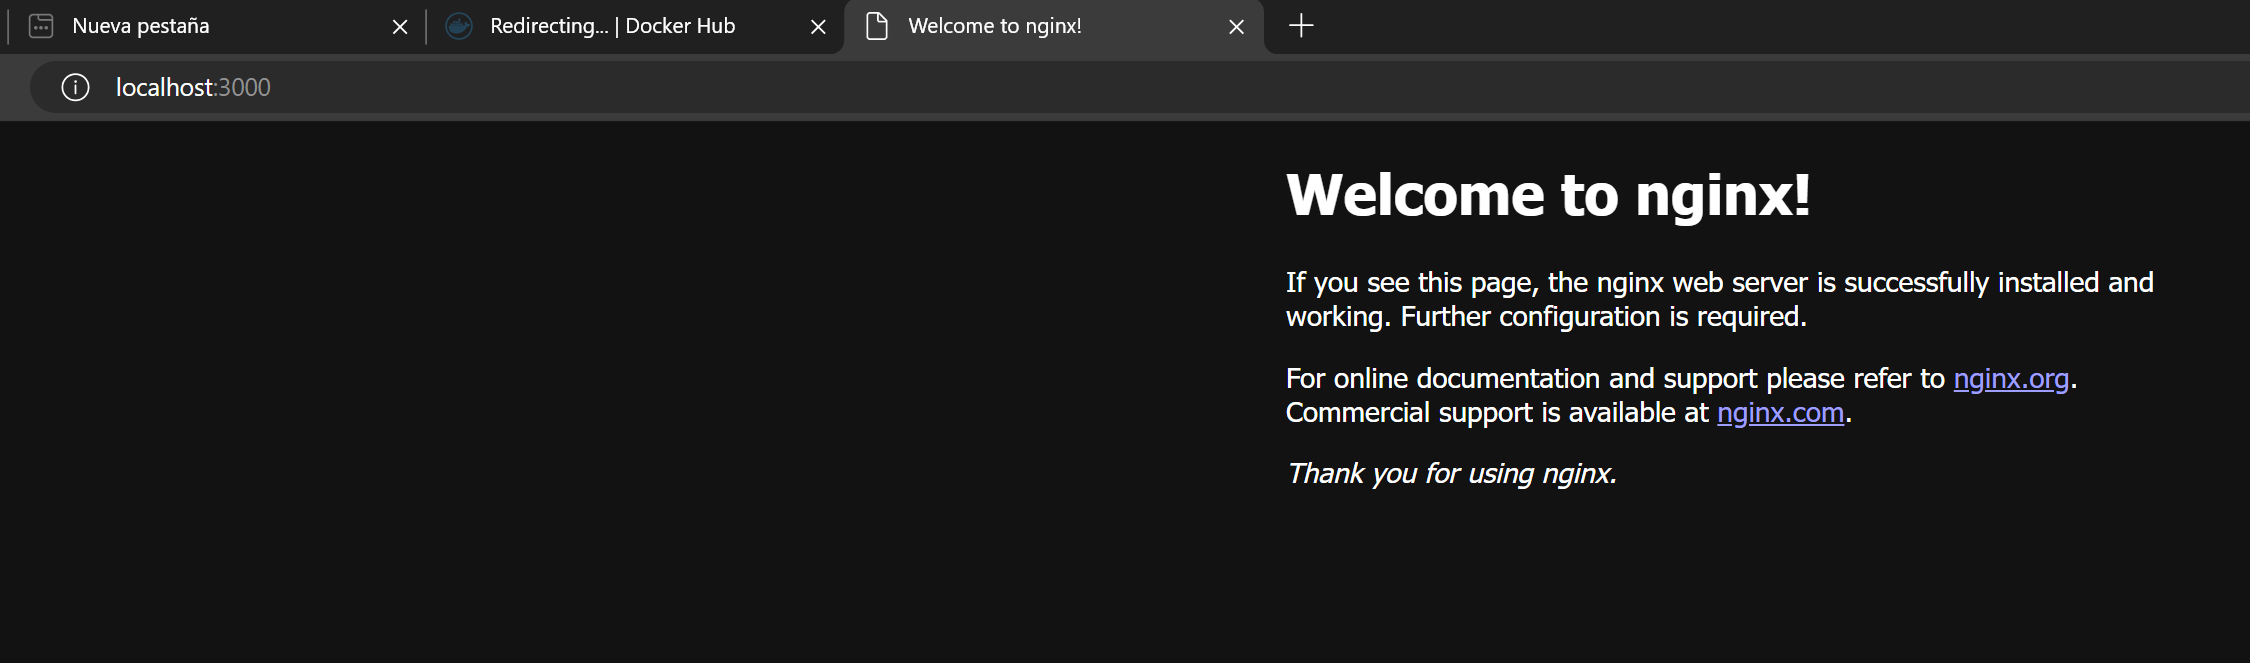 Nueva pestaña
Redirecting... | Docker Hub
Welcome to nginx!
localhost:3000
Welcome to nginx!
If you see this page, the nginx web server is successfully installed and
working. Further configuration is required.
For online documentation and support please refer to nginx.org.
Commercial support is available at nginx.com.
Thank you for using nginx.